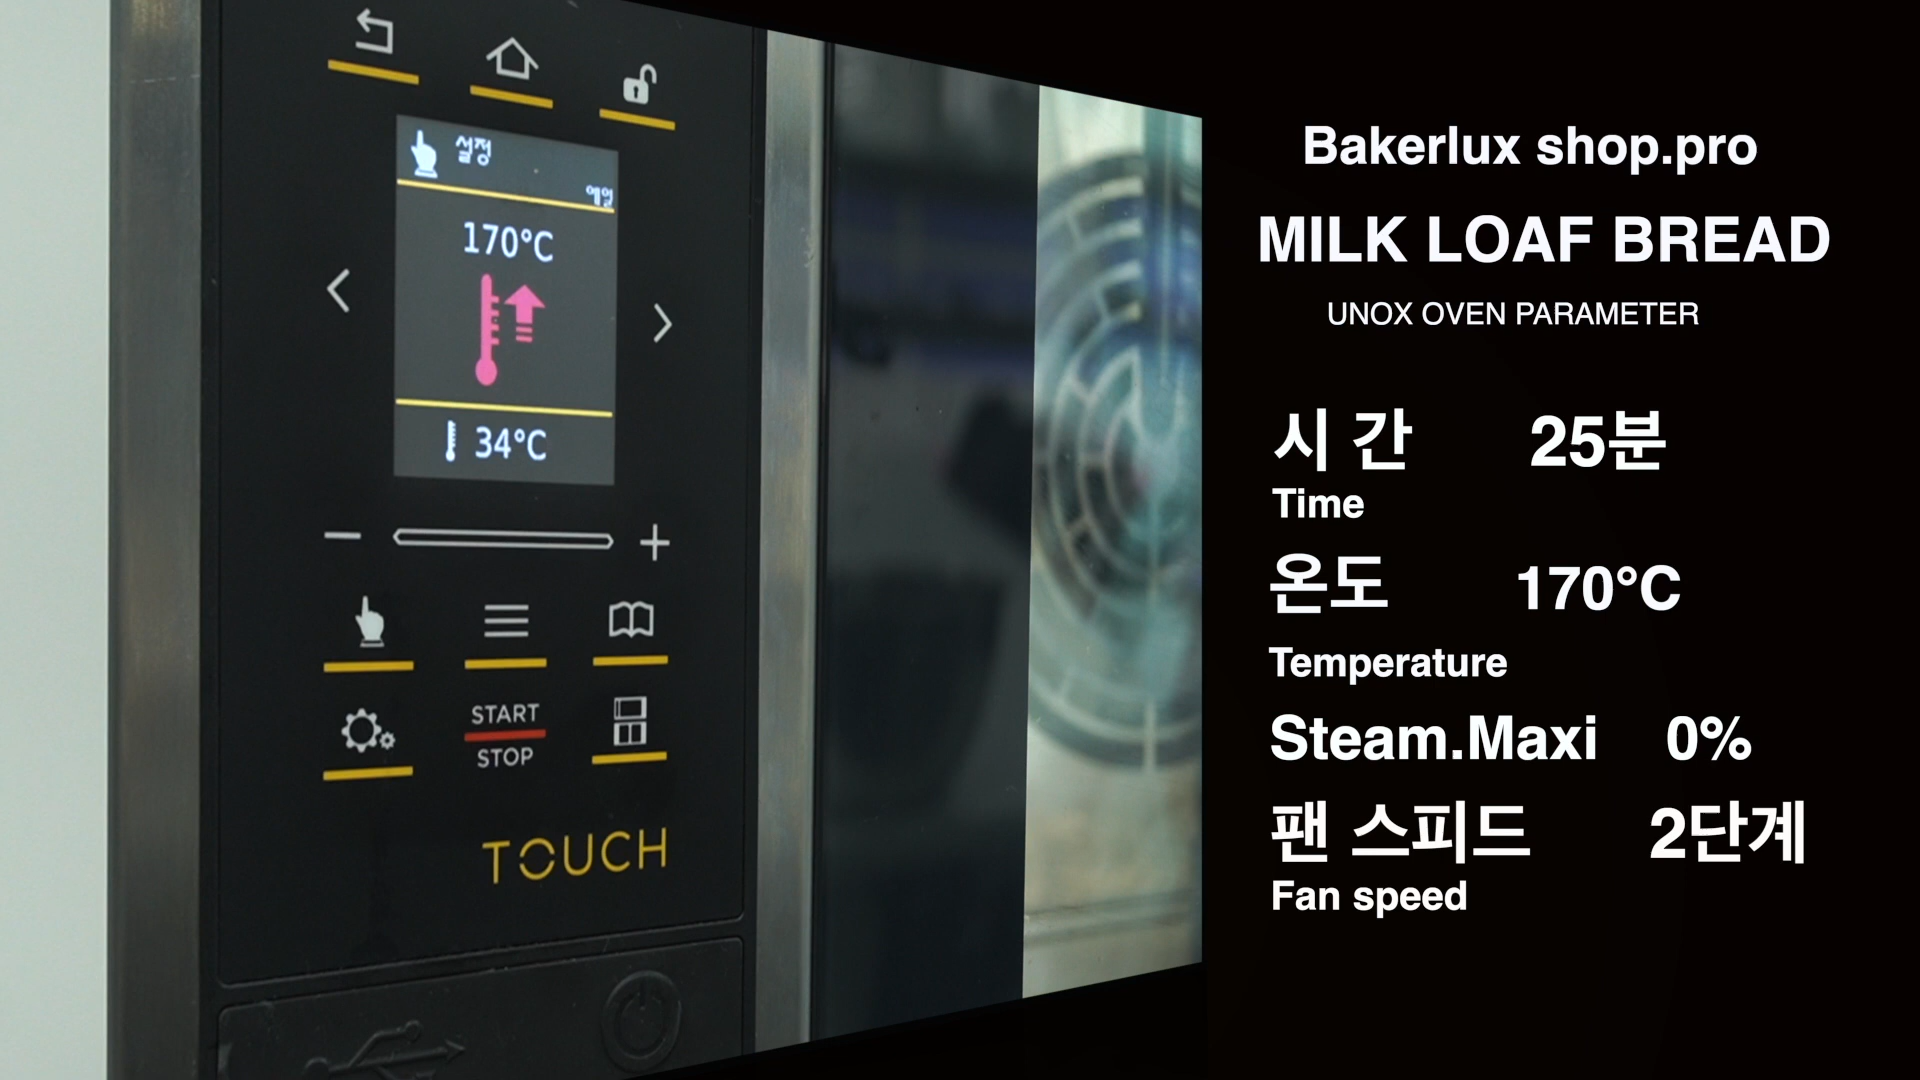 설정
예열
170°C
34°C
START
STOP
TOUCH
Bakerlux shop.pro
MILK LOAF BREAD
UNOX OVEN PARAMETER
시 간 25분
Time
온도 170°C
Temperature
Steam.Maxi 0%
팬 스피드 2단계
Fan speed